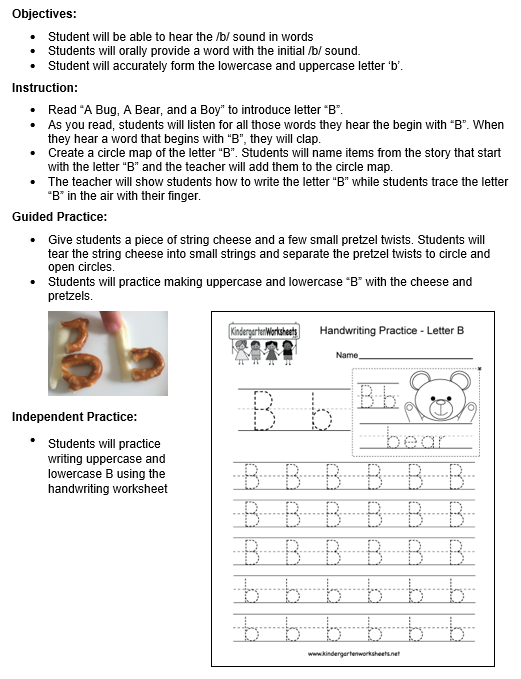 Objectives:
• Student will be able to hear the /b/ sound in words
• Students will orally provide a word with the initial /b/ sound.
• Student will accurately form the lowercase and uppercase letter ‘b’.
Instruction:
• Read “A Bug, A Bear, and a Boy” to introduce letter “B”.
• As you read, students will listen for all those words they hear the begin with “B”. When
they hear a word that begins with “B”, they will clap.
• Create a circle map of the letter “B”. Students will name items from the story that start
with the letter “B” and the teacher will add them to the circle map.
• The teacher will show students how to write the letter “B” while students trace the letter
“B” in the air with their finger.
Guided Practice:
• Give students a piece of string cheese and a few small pretzel twists. Students will
tear the string cheese into small strings and separate the pretzel twists to circle and
open circles.
• Students will practice making uppercase and lowercase “B” with the cheese and
pretzels.
B b
Independent Practice:
• Students will practice
writing uppercase and
lowercase B using the
handwriting worksheet
KindergartenWorksheets
Handwriting Practice - Letter B
Name
B b
Bb
bear
B B B B B B
B B B B B B
B B B B B B
b b b b b b
b b b b b b
www.kindergartenworksheets.net